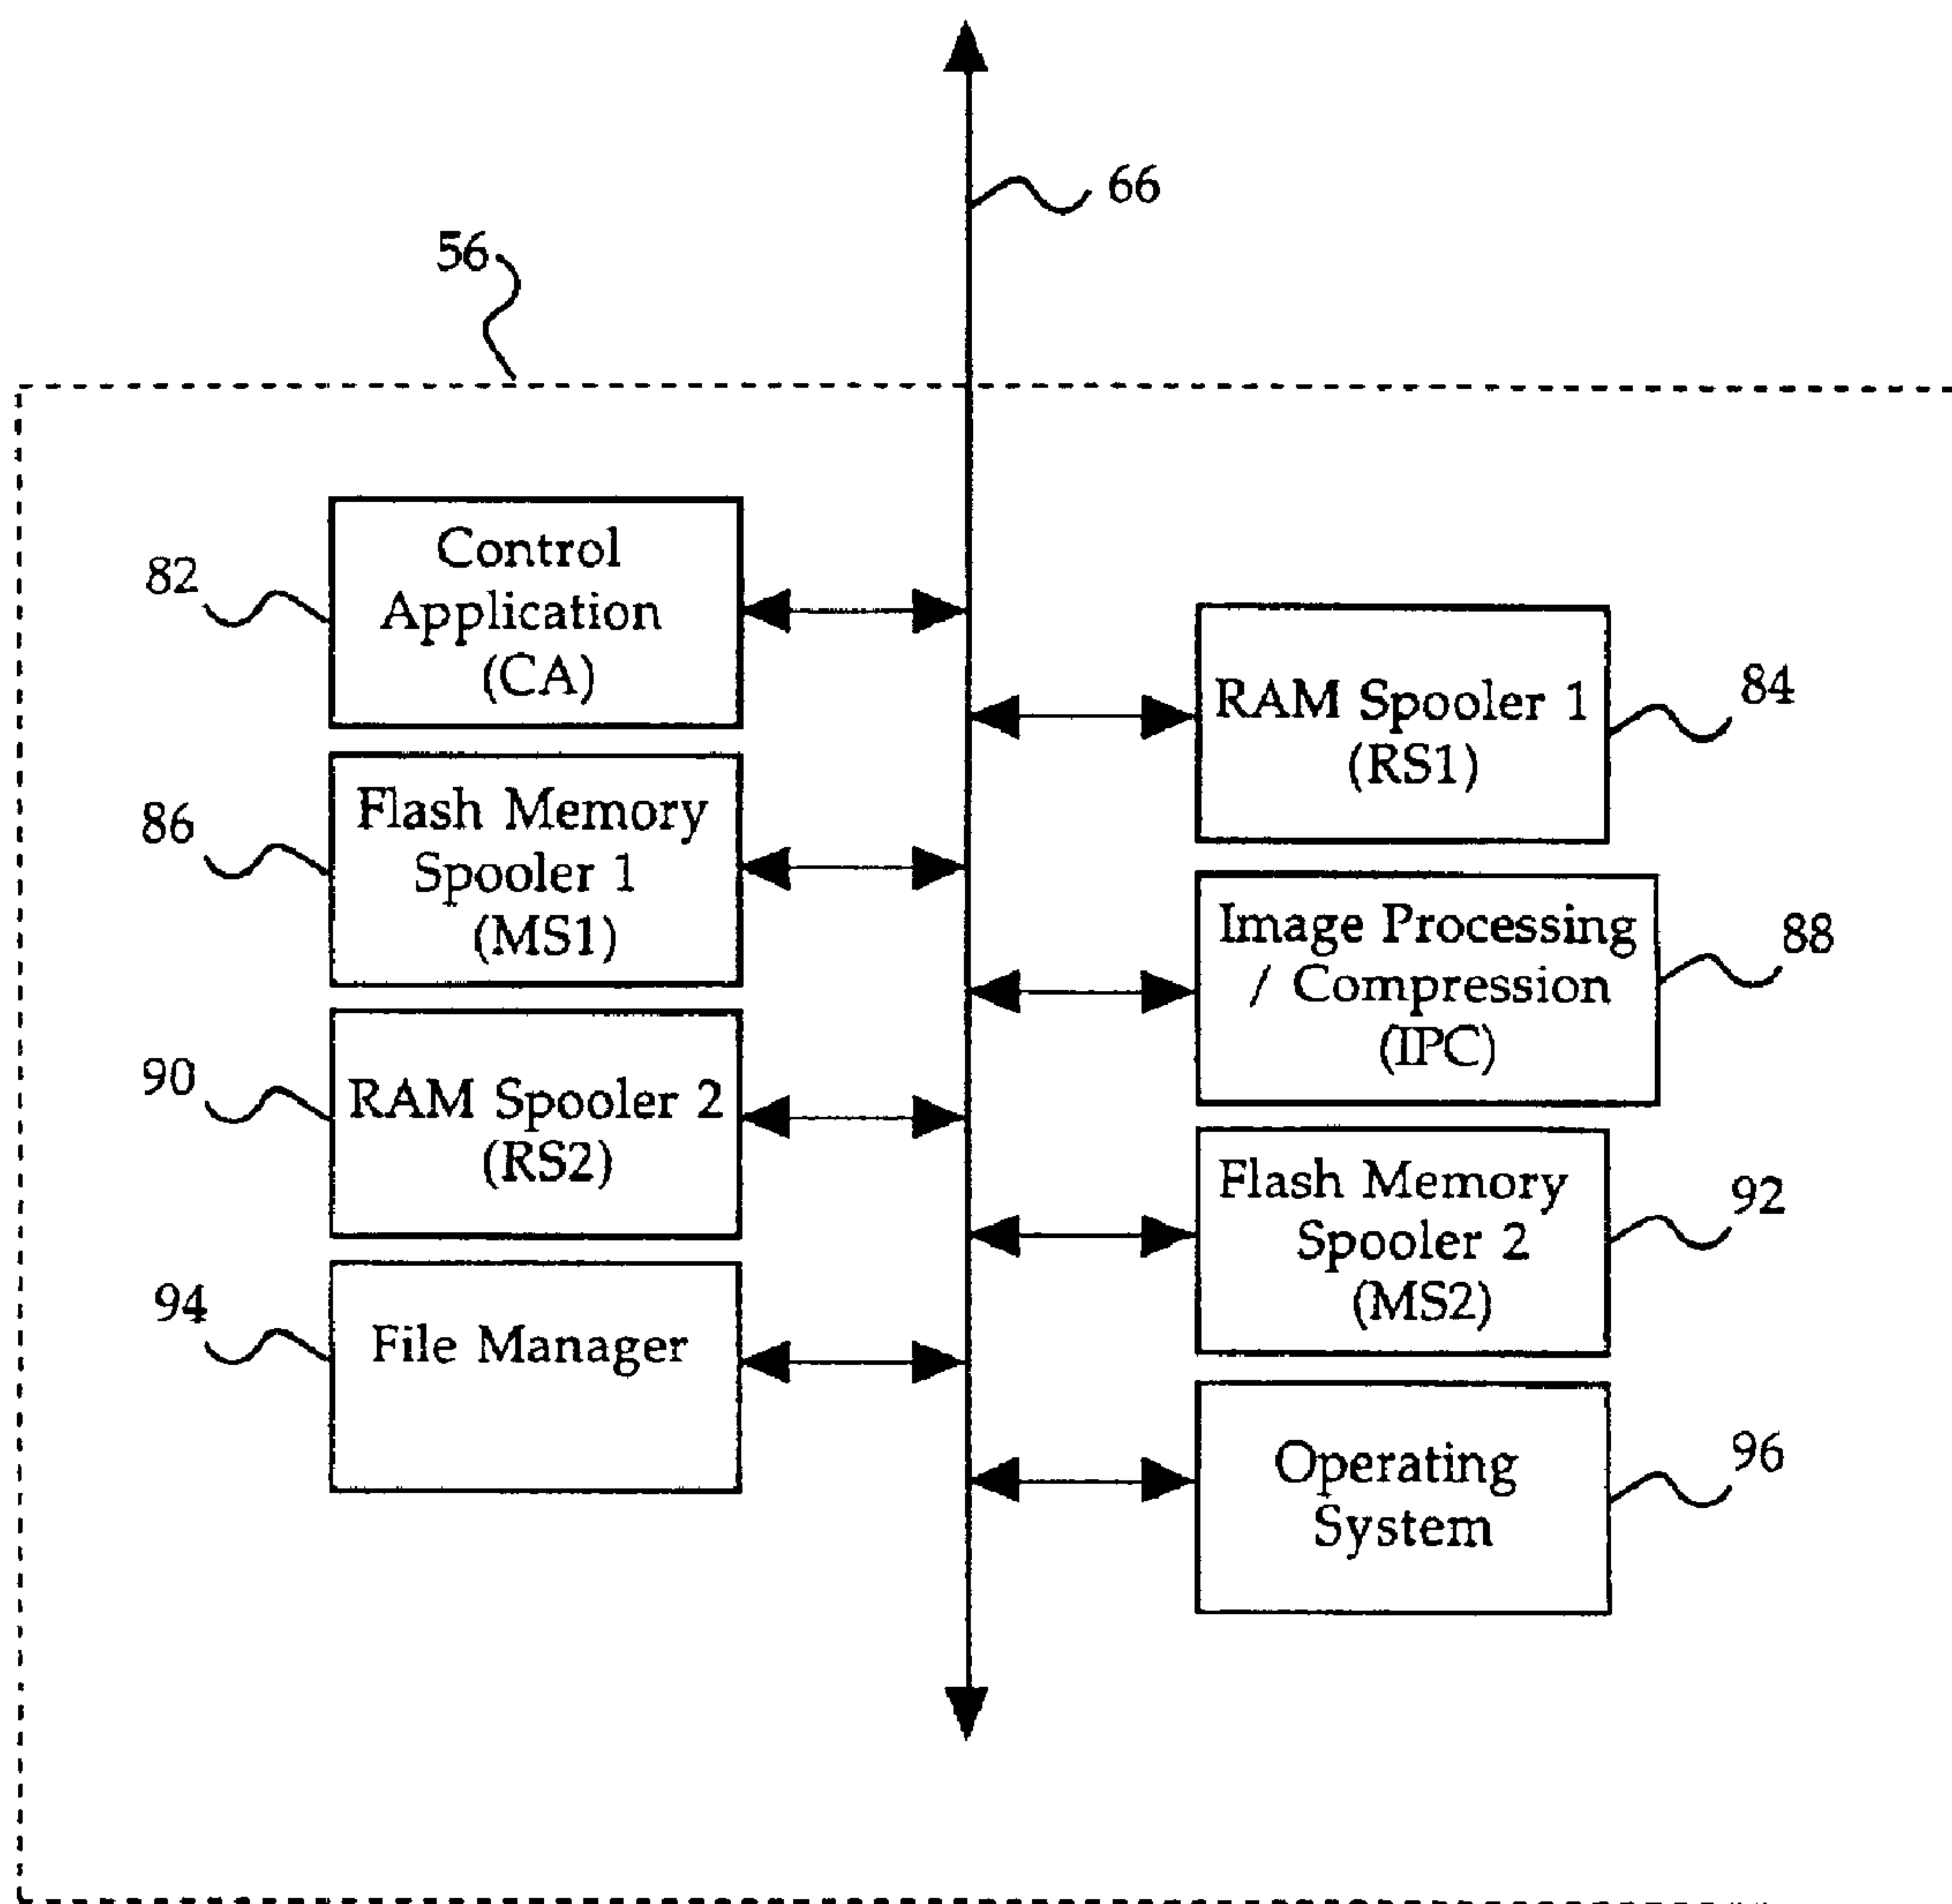 66
56
82
Control
Application
(CA)
84
RAM Spooler 1
(RS1)
86
Flash Memory
Spooler 1
(MS1)
88
Image Processing
/ Compression
(IPC)
90
RAM Spooler 2
(RS2)
92
Flash Memory
Spooler 2
(MS2)
94
File Manager
96
Operating
System